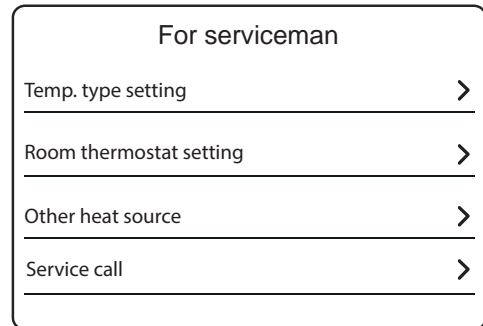 For serviceman
Temp. type setting
Room thermostat setting
Other heat source
Service call